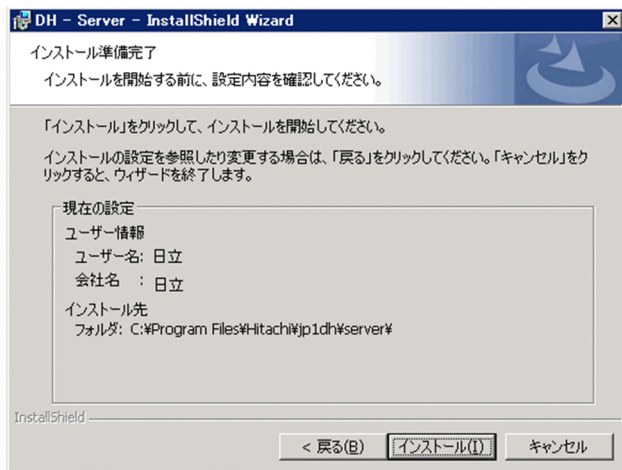 DH - Server - InstallShield Wizard
インストール準備完了
インストールを開始する前に、設定内容を確認してください。
「インストール」をクリックして、インストールを開始してください。
インストールの設定を参照したり変更する場合は、「戻る」をクリックしてください。「キャンセル」をク
リックすると、ウィザードを終了します。
現在の設定
ユーザー情報
ユーザー名: 日立
会社名 : 日立
インストール先
フォルダ: C:¥Program Files¥Hitachi¥jp1dh¥server¥
InstallShield
< 戻る(B) インストール(I) キャンセル